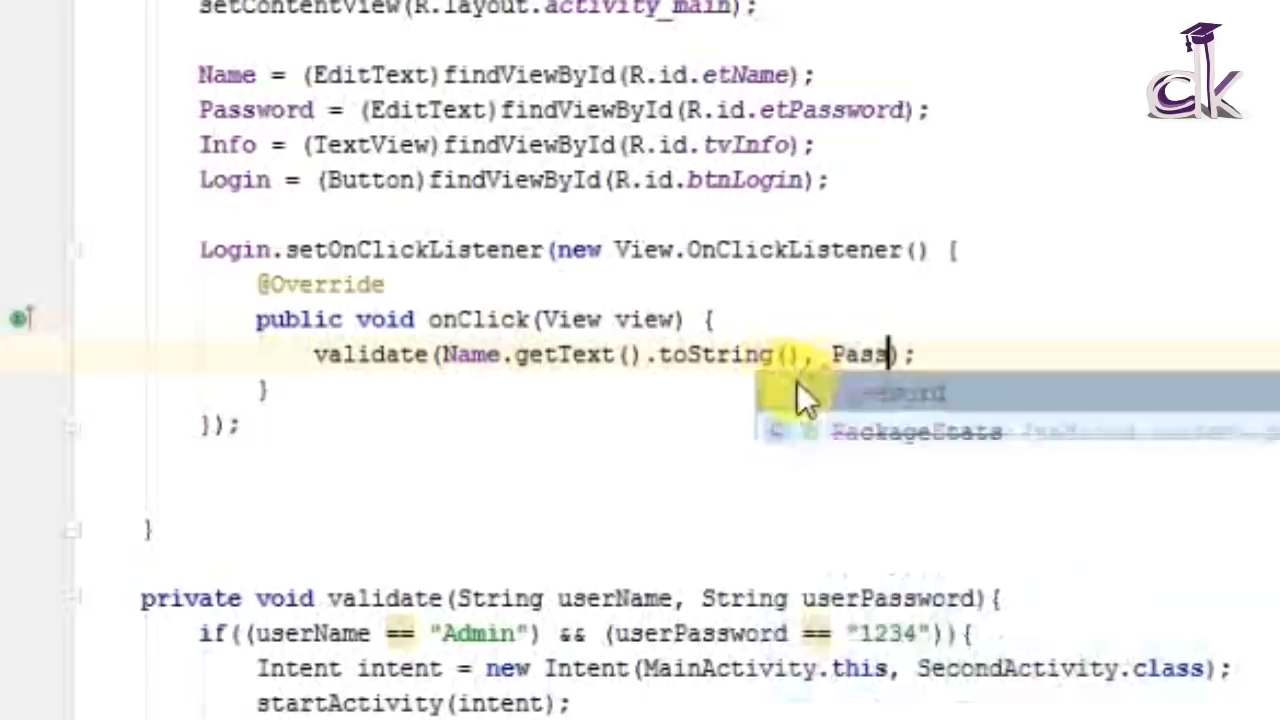 setContentView(R.layout.activity_main);
Name = (EditText)findViewById(R.id.etName);
Password = (EditText)findViewById(R.id.etPassword);
Info = (TextView)findViewById(R.id.tvInfo);
Login = (Button)findViewById(R.id.btnLogin);
Login.setOnClickListener(new View.OnClickListener() {
@Override
public void onClick(View view) {
validate(Name.getText().toString(), Pass);
}
PackageStats
});
}
private void validate(String userName, String userPassword){
if((userName == "Admin") && (userPassword == "1234")){
Intent intent = new Intent(MainActivity.this, SecondActivity.class);
startActivity(intent);
dk